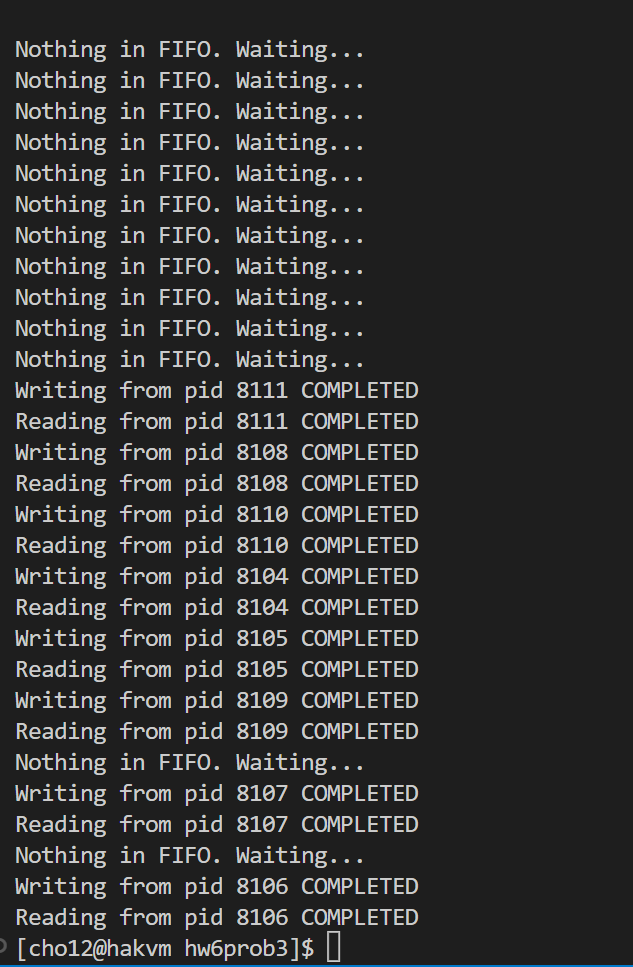 Nothing in FIFO. Waiting...
Nothing in FIFO. Waiting...
Nothing in FIFO. Waiting...
Nothing in FIFO. Waiting...
Nothing in FIFO. Waiting...
Nothing in FIFO. Waiting...
Nothing in FIFO. Waiting...
Nothing in FIFO. Waiting...
Nothing in FIFO. Waiting...
Nothing in FIFO. Waiting...
Nothing in FIFO. Waiting...
Writing from pid 8111 COMPLETED
Reading from pid 8111 COMPLETED
Writing from pid 8108 COMPLETED
Reading from pid 8108 COMPLETED
Writing from pid 8110 COMPLETED
Reading from pid 8110 COMPLETED
Writing from pid 8104 COMPLETED
Reading from pid 8104 COMPLETED
Writing from pid 8105 COMPLETED
Reading from pid 8105 COMPLETED
Writing from pid 8109 COMPLETED
Reading from pid 8109 COMPLETED
Nothing in FIFO. Waiting...
Writing from pid 8107 COMPLETED
Reading from pid 8107 COMPLETED
Nothing in FIFO. Waiting...
Writing from pid 8106 COMPLETED
Reading from pid 8106 COMPLETED
[cho12@hakvm hw6prob3]$